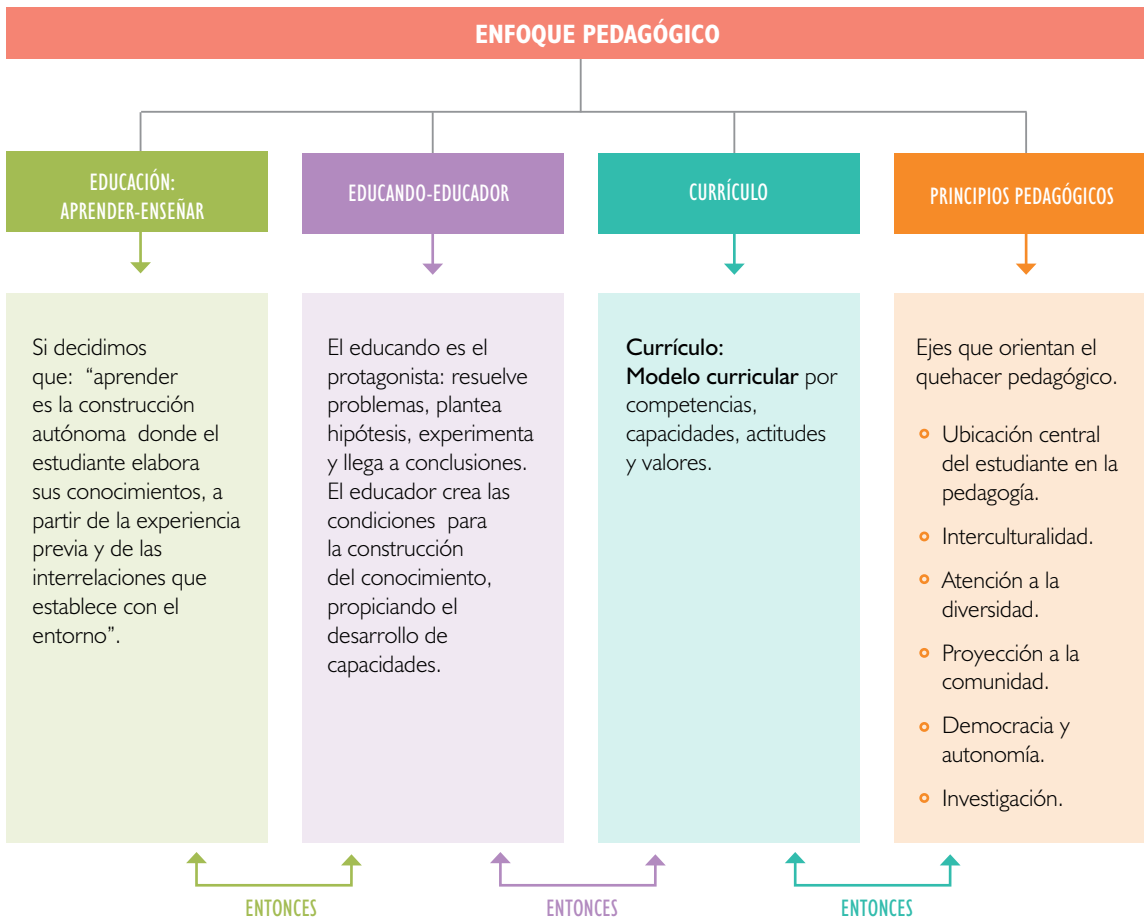 ENFOQUE PEDAGÓGICO
EDUCACIÓN:
APRENDER-ENSEÑAR
EDUCANDO-EDUCADOR
CURRÍCULO
PRINCIPIOS PEDAGÓGICOS
Si decidimos
que: “aprender
es la construcción
autónoma donde el
estudiante elabora
sus conocimientos, a
partir de la experiencia
previa y de las
interrelaciones que
establece con el
entorno”.
El educando es el
protagonista: resuelve
problemas, plantea
hipótesis, experimenta
y llega a conclusiones.
El educador crea las
condiciones para
la construcción
del conocimiento,
propiciando el
desarrollo de
capacidades.
Currículo:
Modelo curricular por
competencias,
capacidades, actitudes
y valores.
Ejes que orientan el
quehacer pedagógico.
Ubicación central
del estudiante en la
pedagogía.
Interculturalidad.
Atención a la
diversidad.
Proyección a la
comunidad.
Democracia y
autonomía.
Investigación.
ENTONCES
ENTONCES
ENTONCES